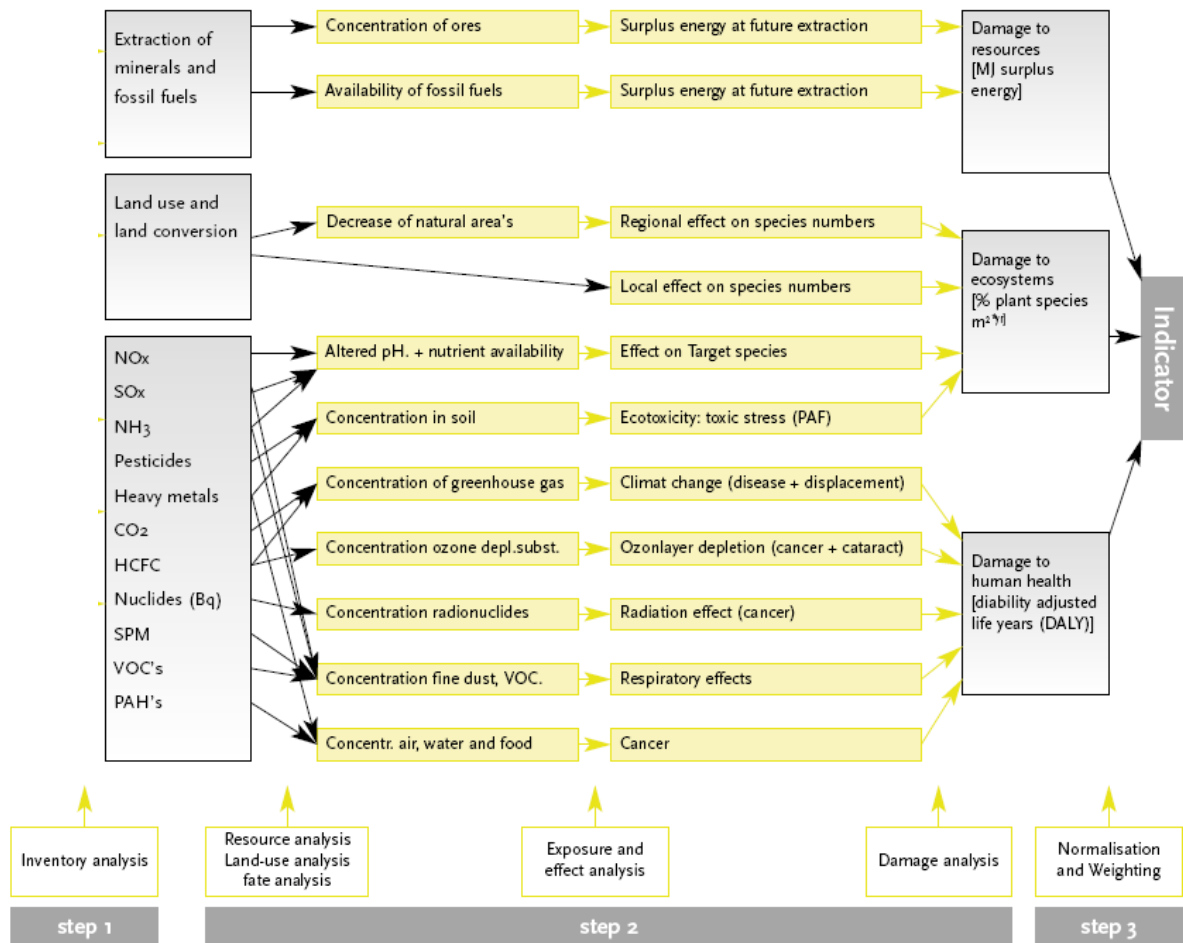 Extraction of
minerals and
fossil fuels
Concentration of ores
Surplus energy at future extraction
Availability of fossil fuels
Surplus energy at future extraction
Damage to
resources
[MJ surplus
energy]
Land use and
land conversion
Decrease of natural area's
Regional effect on species numbers
Local effect on species numbers
Damage to
ecosystems
[% plant species
m²*yr]
Indicator
NOx
SOx
NH3
Pesticides
Heavy metals
CO2
HCFC
Nuclides (Bq)
SPM
VOC's
PAH's
Altered pH. + nutrient availability
Effect on Target species
Concentration in soil
Ecotoxicity: toxic stress (PAF)
Concentration of greenhouse gas
Climat change (disease + displacement)
Concentration ozone depl.subst.
Ozonlayer depletion (cancer + cataract)
Concentration radionuclides
Radiation effect (cancer)
Concentration fine dust, VOC.
Respiratory effects
Concentr. air, water and food
Cancer
Damage to
human health
[diability adjusted
life years (DALY)]
Inventory analysis
Resource analysis
Land-use analysis
fate analysis
Exposure and
effect analysis
Damage analysis
Normalisation
and Weighting
step 1
step 2
step 3